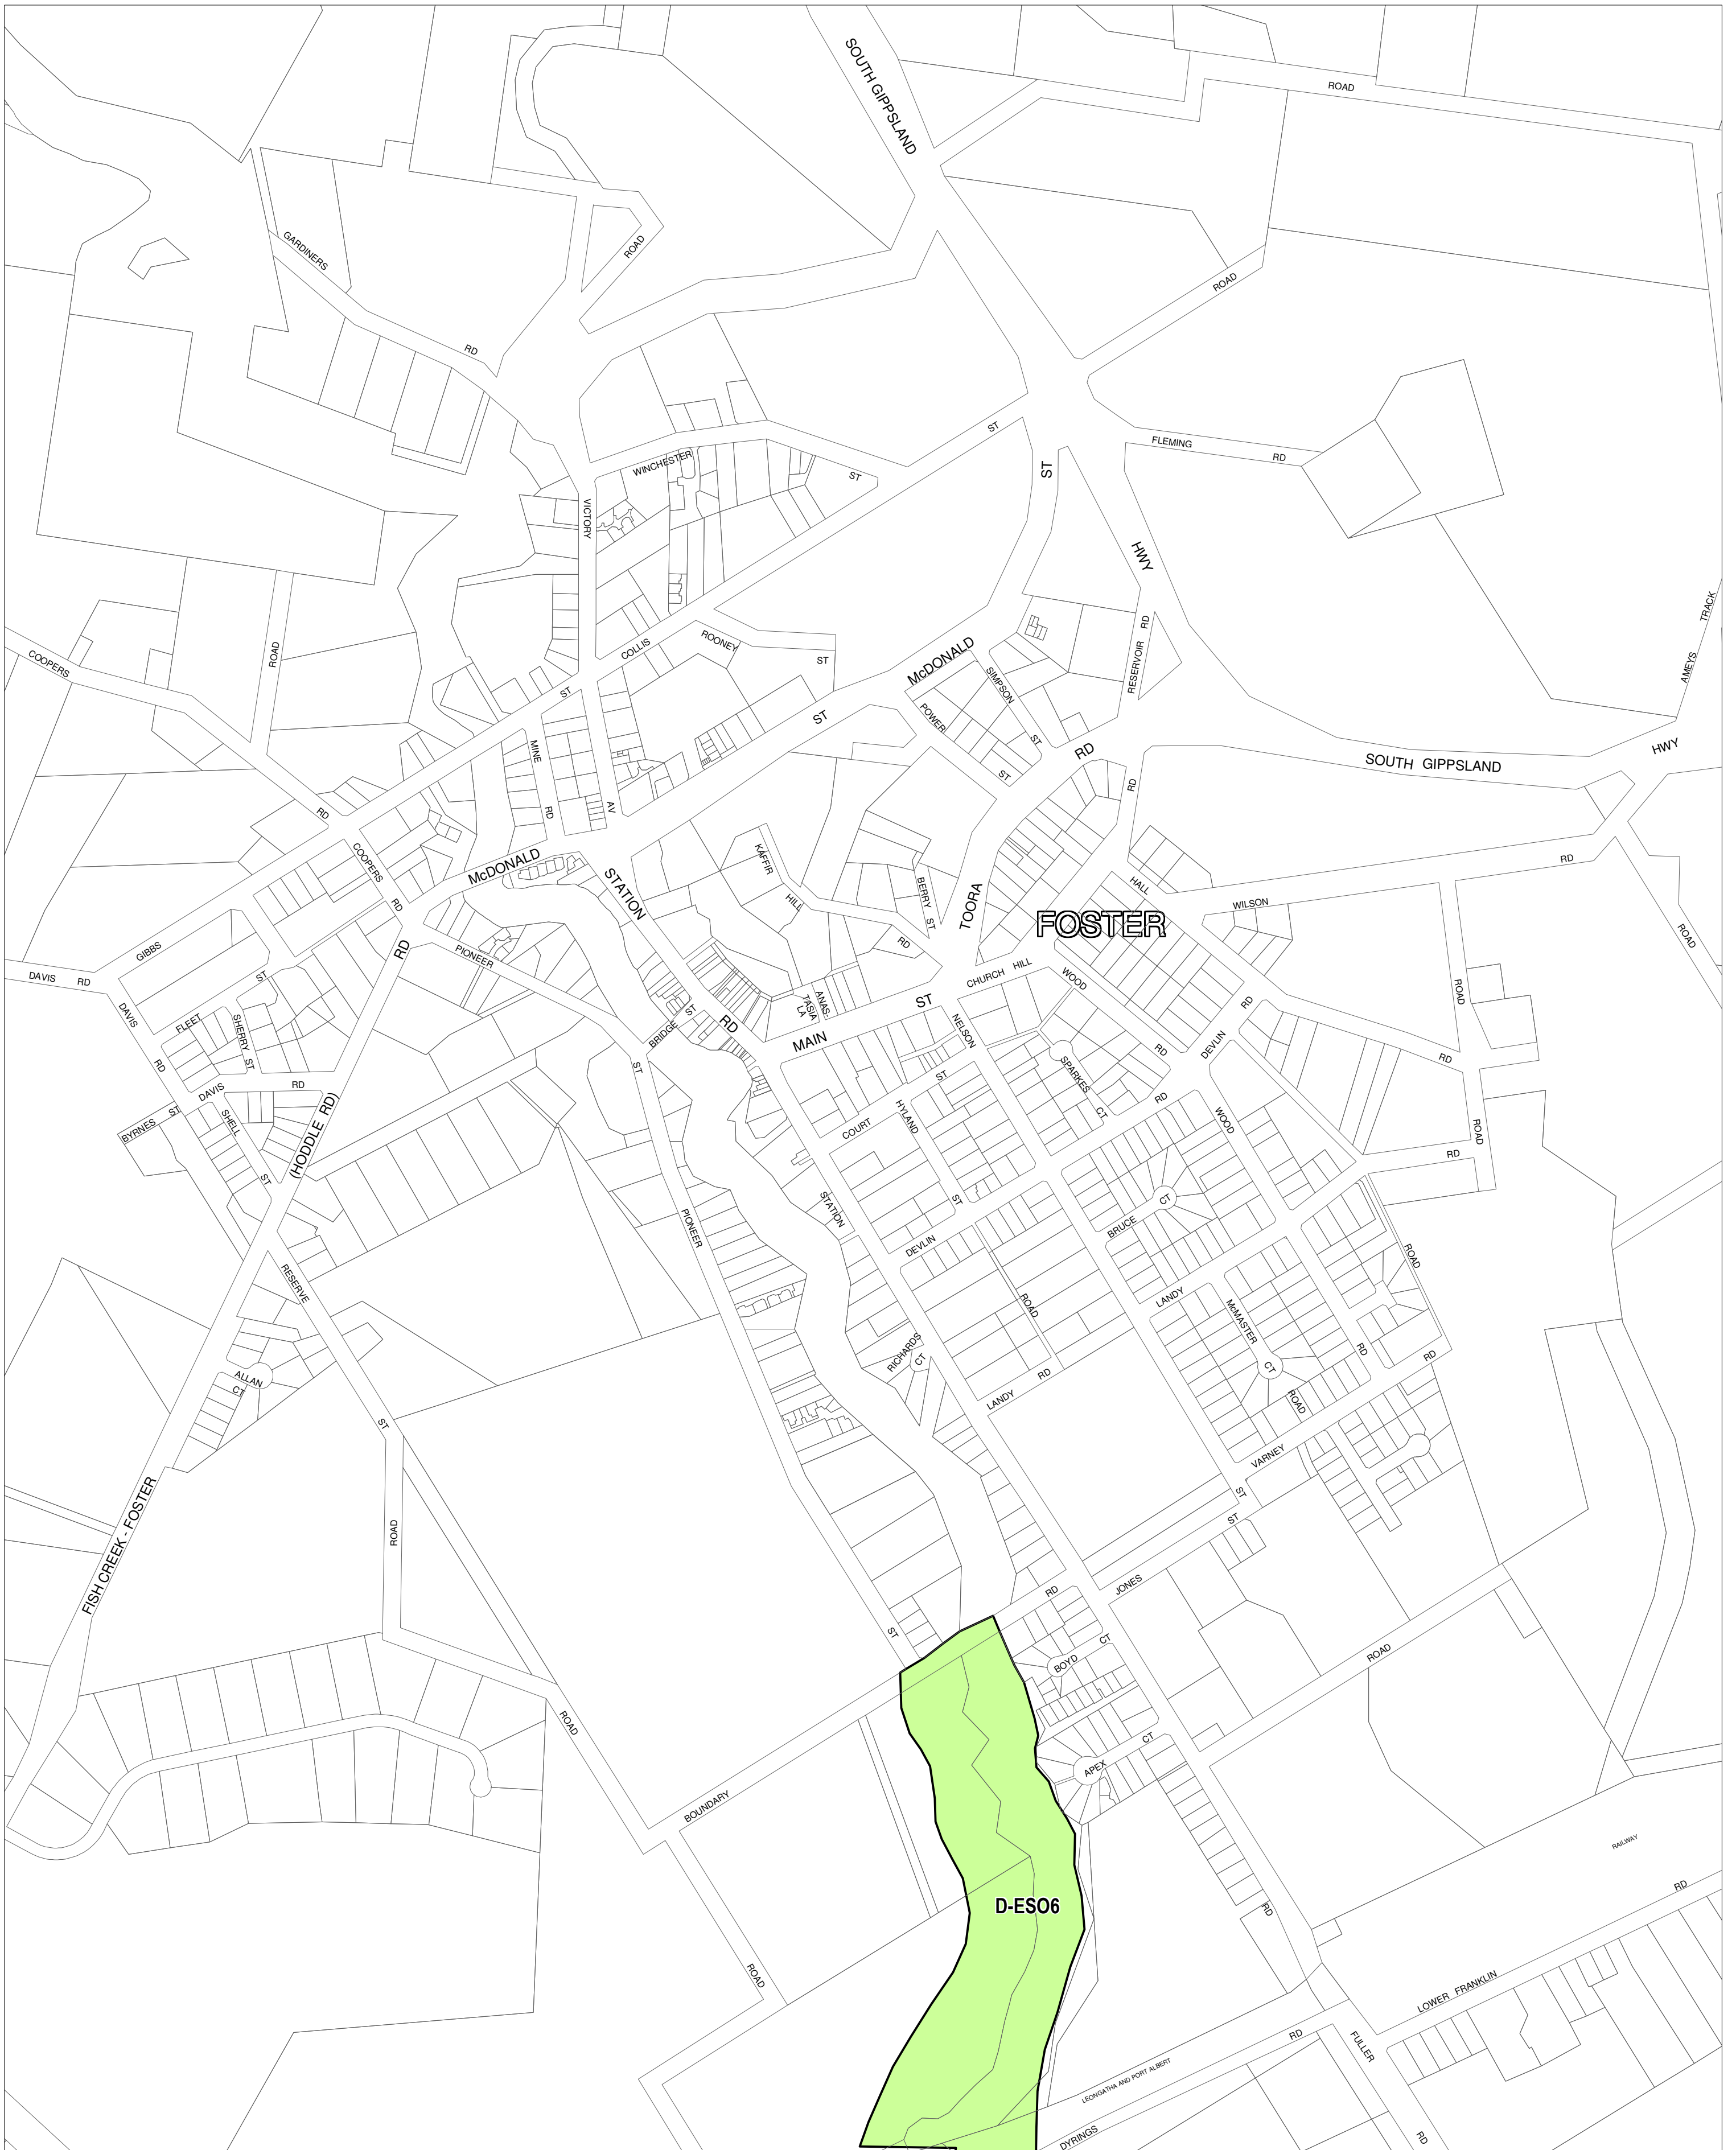 SOUTH GIPPSLAND
ROAD
GARDINERS
RD
ROAD
ROAD
ST
WINCHESTER
ST
ST
FLEMING
RD
VICTORY
HWY
COLLIS
ROONEY
ST
COOPERS
ROAD
ST
McDONALD
SIMPSON
POWER
ST
ST
RESERVOIR RD
TRACK
AMEYS
ST
RD
SOUTH GIPPSLAND
HWY
MINE
RD
AV
RD
RD
COOPERS
RD
McDONALD
STATION
KAFFIR
HILL
RD
BERRY ST
TOORA
FOSTER
HALL
WILSON
RD
ROAD
GIBBS
DAVIS RD
DAVIS
RD
RD
PIONEER
CHURCH HILL
WOOD
RD
ST
FLEET
SHERRY
ST
ANAS-
TASIA
LA
ST
MAIN
RD
BRIDGE ST
NELSON
DEVLIN
RD
ROAD
RD
DAVIS RD
BYRNES ST
SHELL
ST
(HODDLE RD)
ST
ST
COURT
HYLAND
ST
SPARKES
CT
RD
WOOD
ROAD
RD
PIONEER
STATION
DEVLIN
BRUCE
CT
ROAD
RESERVE
ROAD
LANDY
McMASTER
CT
RD
RD
ALLAN
CT
RICHARDS
CT
LANDY
RD
ROAD
VARNEY
ST
ST
ROAD
FISH CREEK - FOSTER
ST
JONES
ST
RD
BOYD
CT
ROAD
ROAD
BOUNDARY
APEX
CT
RAILWAY
D-ESO6
RD
RD
ROAD
LOWER FRANKLIN
RD
FULLER
LEONGATHA AND PORT ALBERT
DYRINGS
RD